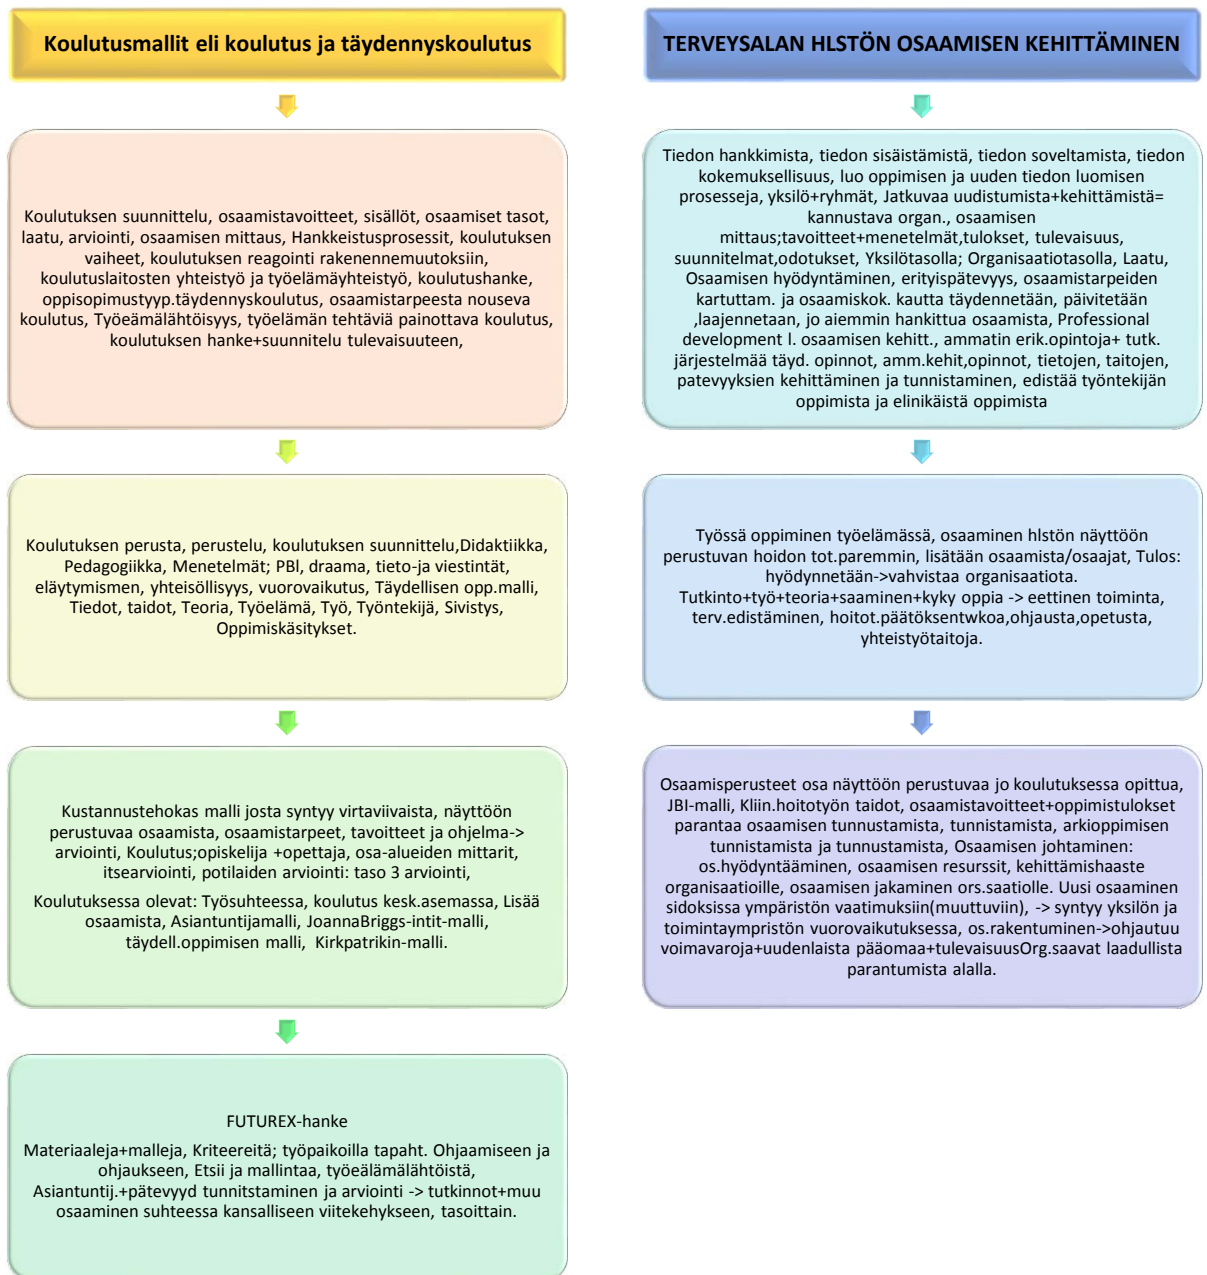 Koulutusmallit eli koulutus ja täydennyskoulutus
Koulutuksen suunnittelu, osaamistavoitteet, sisällöt, osaamiset tasot,
laatu, arviointi, osaamisen mittaus, Hankkeistusprosessit, koulutuksen
vaiheet, koulutuksen reagointi rakenennemuutoksiin,
koulutuslaitosten yhteistyö ja työelämäyhteistyö, koulutushanke,
oppisopimustyyp.täydennyskoulutus, osaamistarpeesta nouseva
koulutus, Työeämälähtöisyys, työelämän tehtäviä painottava koulutus,
koulutuksen hanke+suunnitelu tulevaisuuteen,
Koulutuksen perusta, perustelu, koulutuksen suunnittelu,Didaktiikka,
Pedagogiikka, Menetelmät; PBl, draama, tieto-ja viestintät,
eläytymismen, yhteisöllisyys, vuorovaikutus, Täydellisen opp.malli,
Tiedot, taidot, Teoria, Työelämä, Työ, Työntekijä, Sivistys,
Oppimiskäsitykset.
Kustannustehokas malli josta syntyy virtaviivaista, näyttöön
perustuvaa osaamista, osaamistarpeet, tavoitteet ja ohjelma->
arviointi, Koulutus;opiskelija +opettaja, osa-alueiden mittarit,
itsearviointi, potilaiden arviointi: taso 3 arviointi,
Koulutuksessa olevat: Työsuhteessa, koulutus kesk.asemassa, Lisää
osaamista, Asiantuntijamalli, JoannaBriggs-intit-malli,
täydell.oppimisen malli, Kirkpatrikin-malli.
FUTUREX-hanke
Materiaaleja+malleja, Kriteereitä; työpaikoilla tapaht. Ohjaamiseen ja
ohjaukseen, Etsii ja mallintaa, työeälämälähtöistä,
Asiantuntij.+pätevyyd tunnitstaminen ja arviointi -> tutkinnot+muu
osaaminen suhteessa kansalliseen viitekehykseen, tasoittain.
TERVEYSALAN HLSTÖN OSAAMISEN KEHITTÄMINEN
Tiedon hankkimista, tiedon sisäistämistä, tiedon soveltamista, tiedon
kokemuksellisuus, luo oppimisen ja uuden tiedon luomisen
prosesseja, yksilö+ryhmät, Jatkuvaa uudistumista+kehittämistä=
kannustava organ., osaamisen
mittaus;tavoitteet+menetelmät,tulokset, tulevaisuus,
suunnitelmat,odotukset, Yksilötasolla; Organisaatiotasolla, Laatu,
Osaamisen hyödyntäminen, erityispätevyys, osaamistarpeiden
kartuttam. ja osaamiskok. kautta täydennetään, päivitetään
,laajennetaan, jo aiemmin hankittua osaamista, Professional
development l. osaamisen kehitt., ammatin erik.opintoja+ tutk.
järjestelmää täyd. opinnot, amm.kehit,opinnot, tietojen, taitojen,
patevyyksien kehittäminen ja tunnistaminen, edistää työntekijän
oppimista ja elinikäistä oppimista
Työssä oppiminen työelämässä, osaaminen hlstön näyttöön
perustuvan hoidon tot.paremmin, lisätään osaamista/osaajat, Tulos:
hyödynnetään->vahvistaa organisaatiota.
Tutkinto+työ+teoria+saaminen+kyky oppia -> eettinen toiminta,
terv.edistäminen, hoitot.päätöksentwkoa,ohjausta,opetusta,
yhteistyötaitoja.
Osaamisperusteet osa näyttöön perustuvaa jo koulutuksessa opittua,
JBI-malli, Kliin.hoitotyön taidot, osaamistavoitteet+oppimistulokset
parantaa osaamisen tunnustamista, tunnistamista, arkioppimisen
tunnistamista ja tunnustamista, Osaamisen johtaminen:
os.hyödyntääminen, osaamisen resurssit, kehittämishaaste
organisaatioille, osaamisen jakaminen ors.saatiolle. Uusi osaaminen
sidoksissa ympäristön vaatimuksiin(muuttuviin), -> syntyy yksilön ja
toimintaympristön vuorovaikutuksessa, os.rakentuminen->ohjautuu
voimavaroja+uudenlaista pääomaa+tulevaisuusOrg.saavat laadullista
parantumista alalla.